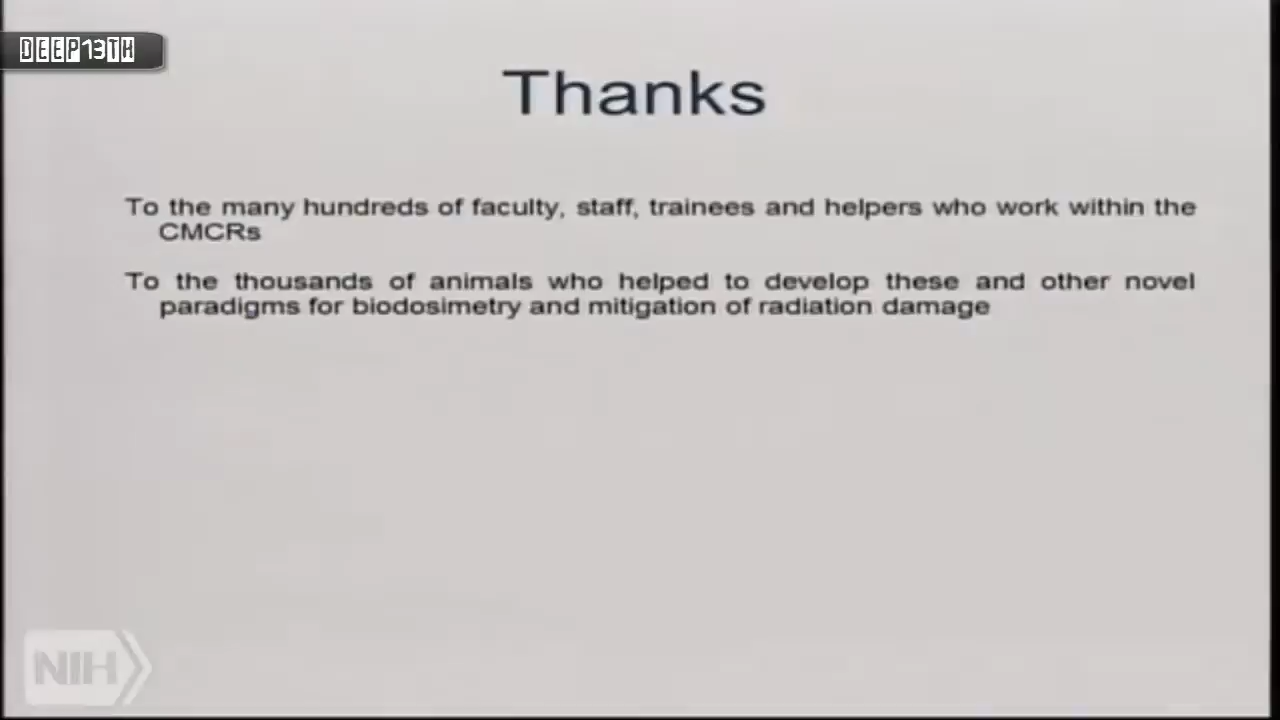 DEEP13TH
Thanks
To the many hundreds of faculty, staff, trainees and helpers who work within the
CMCRs
To the thousands of animals who helped to develop these and other novel
paradigms for biodosimetry and mitigation of radiation damage
NIH